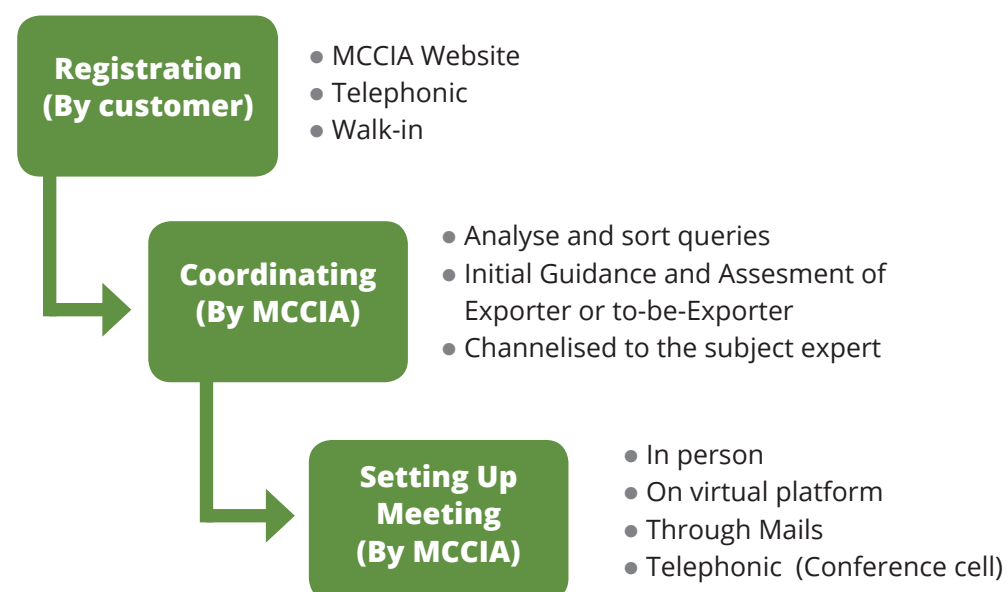 Registration
(By customer)
● MCCIA Website
● Telephonic
● Walk-in
Coordinating
(By MCCIA)
● Analyse and sort queries
● Initial Guidance and Assesment of
Exporter or to-be-Exporter
● Channelised to the subject expert
Setting Up
Meeting
(By MCCIA)
● In person
● On virtual platform
● Through Mails
● Telephonic (Conference cell)